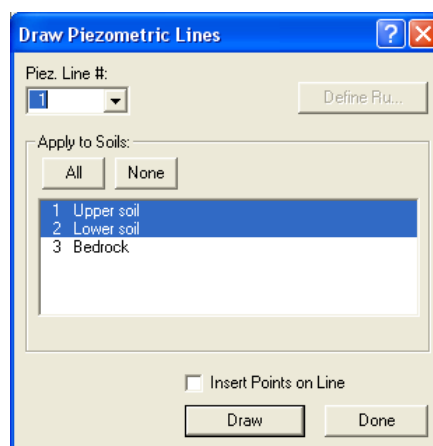 Draw Piezometric Lines
Piez. Line #:
1
Define Ru...
Apply to Soils:
All None
1 Upper soil
2 Lower soil
3 Bedrock
Insert Points on Line
Draw Done